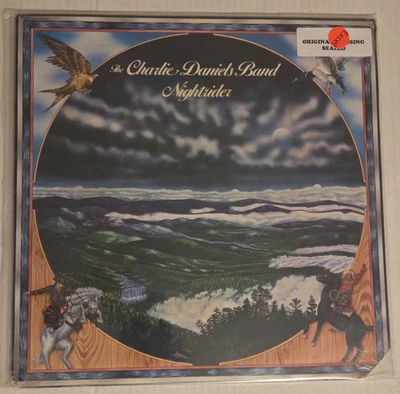 The Charlie Daniels Band
Nightrider
ORIGINAL
SEALED